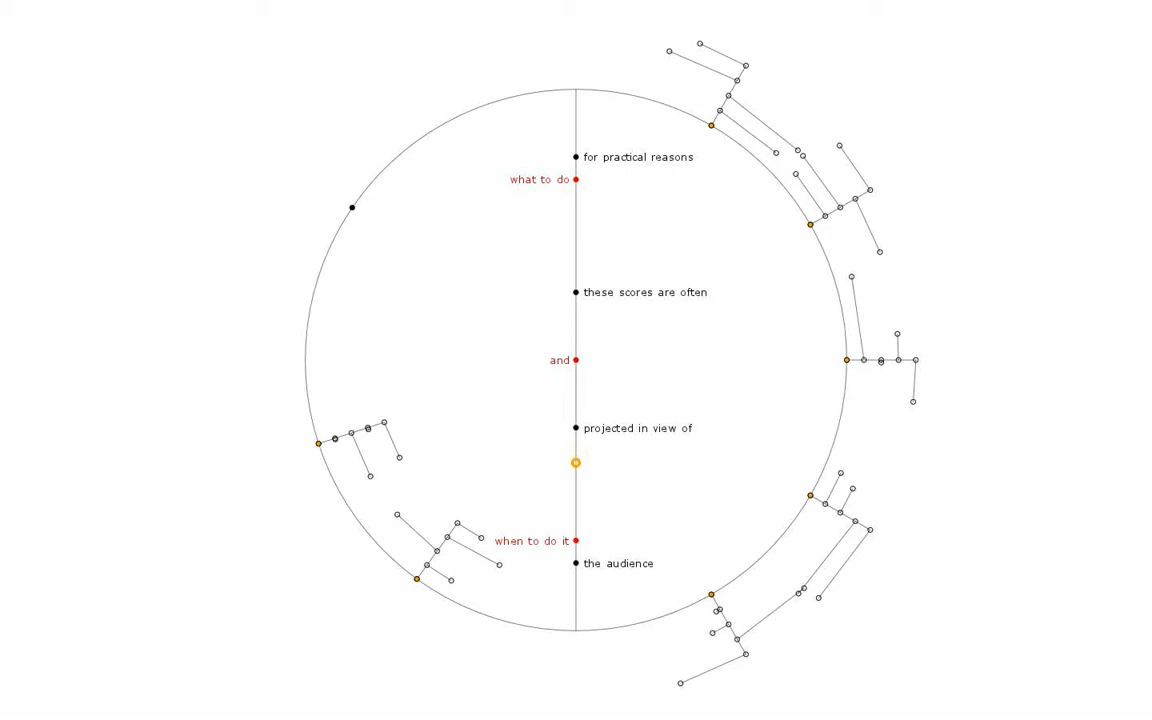 for practical reasons
what to do
these scores are often
and
projected in view of
when to do it
the audience